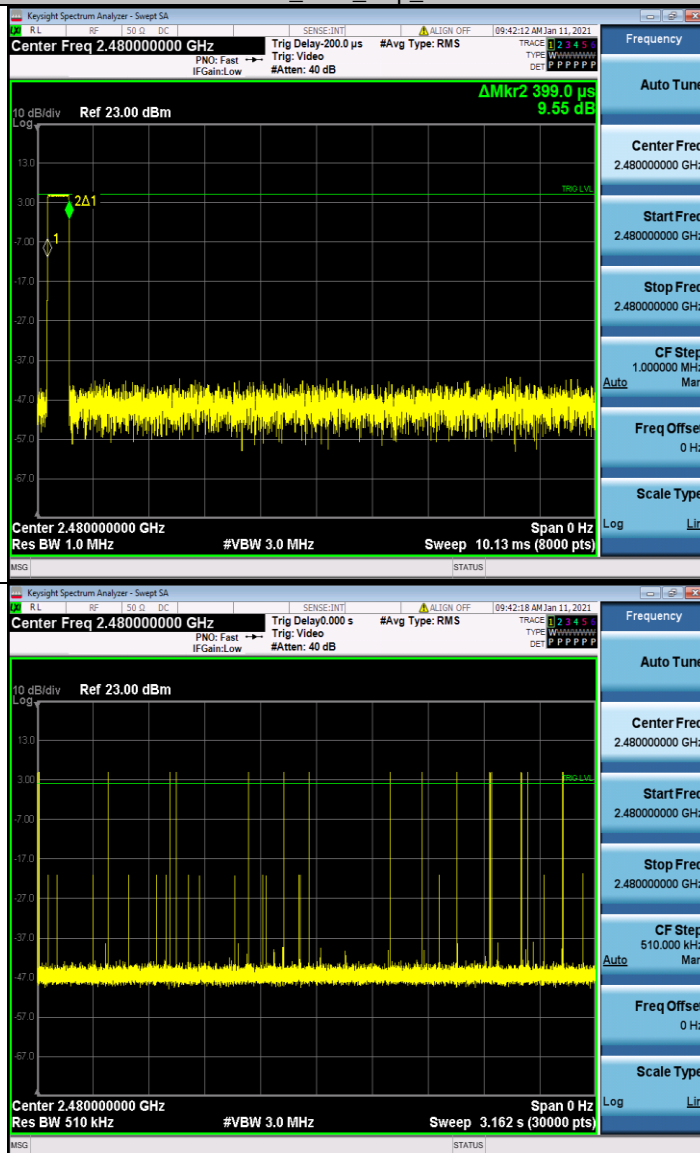 Keysight Spectrum Analyzer - Swept SA
RL RF 50 Ω DC SENSE:INT ALIGN OFF 09:42:12 AM Jan 11, 2021
Center Freq 2.480000000 GHz Trig Delay-200.0 µs #Avg Type: RMS TRACE 1 2 3 4 5 6
PNO: Fast Trig: Video TYPE W
IFGain:Low #Atten: 40 dB DET P P P P P P
ΔMkr2 399.0 µs
9.55 dB
10 dB/div Ref 23.00 dBm
Log
13.0
TRIG LVL
3.00
2Δ1
1
-7.00
-17.0
-27.0
-37.0
-47.0
-57.0
-67.0
Center 2.480000000 GHz Span 0 Hz
Res BW 1.0 MHz #VBW 3.0 MHz Sweep 10.13 ms (8000 pts)
MSG STATUS
Frequency
Auto Tune
Center Freq
2.480000000 GHz
Start Freq
2.480000000 GHz
Stop Freq
2.480000000 GHz
CF Step
1.000000 MHz
Auto Man
Freq Offset
0 Hz
Scale Type
Log Lin
Keysight Spectrum Analyzer - Swept SA
RL RF 50 Ω DC SENSE:INT ALIGN OFF 09:42:18 AM Jan 11, 2021
Center Freq 2.480000000 GHz Trig Delay0.000 s #Avg Type: RMS TRACE 1 2 3 4 5 6
PNO: Fast Trig: Video TYPE W
IFGain:Low #Atten: 40 dB DET P P P P P P
10 dB/div Ref 23.00 dBm
Log
13.0
3.00
TRIG LVL
-7.00
-17.0
-27.0
-37.0
-47.0
-57.0
-67.0
Center 2.480000000 GHz Span 0 Hz
Res BW 510 kHz #VBW 3.0 MHz Sweep 3.162 s (30000 pts)
MSG STATUS
Frequency
Auto Tune
Center Freq
2.480000000 GHz
Start Freq
2.480000000 GHz
Stop Freq
2.480000000 GHz
CF Step
510.000 kHz
Auto Man
Freq Offset
0 Hz
Scale Type
Log Lin